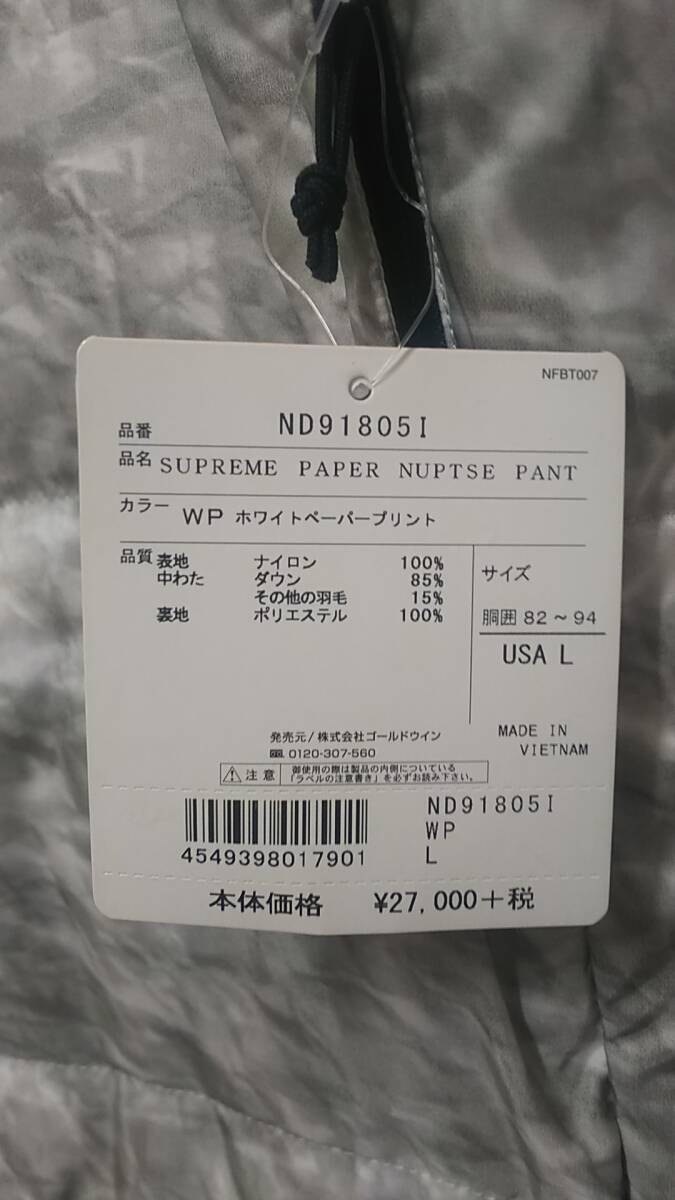 NFBT007
品番 ND91805I
品名 SUPREME PAPER NUPTSE PANT
カラー WP ホワイトペーパープリント
品質 表地 ナイロン 100%
中わた ダウン 85%
その他の羽毛 15%
裏地 ポリエステル 100%
サイズ
胴囲 82~94
USA L
発売元/株式会社ゴールドウイン
0120-307-560
MADE IN
VIETNAM
注意 御使用の際は製品の内側についている
「ラベルの注意書き」を必ずお読み下さい。
4549398017901
ND91805I
WP
L
本体価格 ¥27,000+税